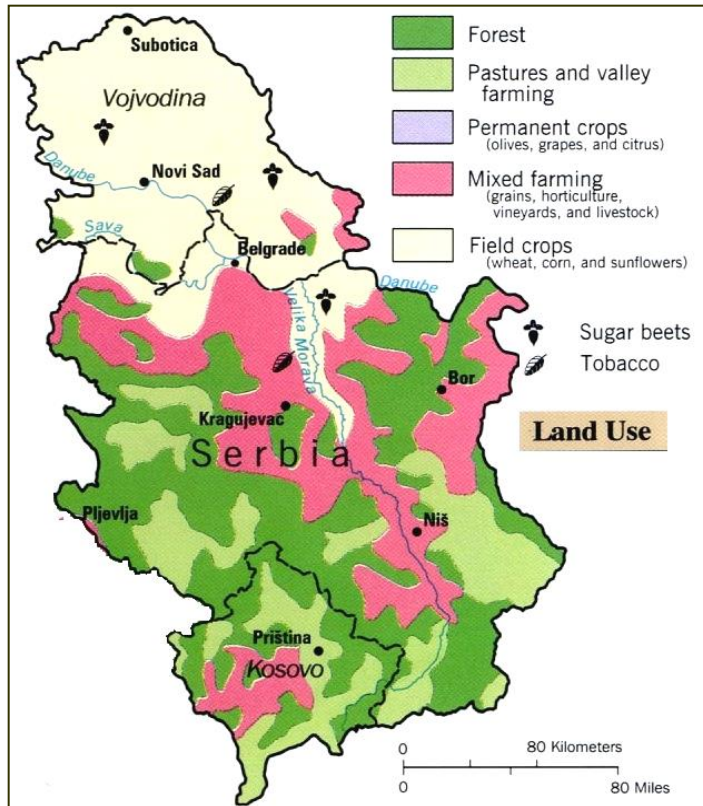 Subotica
Vojvodina
Danube
Novi Sad
Sava
Belgrade
Danube
Velika Morava
Bor
Kragujevac
Serbia
Pljevlja
Niš
Priština
Kosovo
Forest
Pastures and valley
farming
Permanent crops
(olives, grapes, and citrus)
Mixed farming
(grains, horticulture,
vineyards, and livestock)
Field crops
(wheat, corn, and sunflowers)
Sugar beets
Tobacco
Land Use
0 80 Kilometers
0 80 Miles